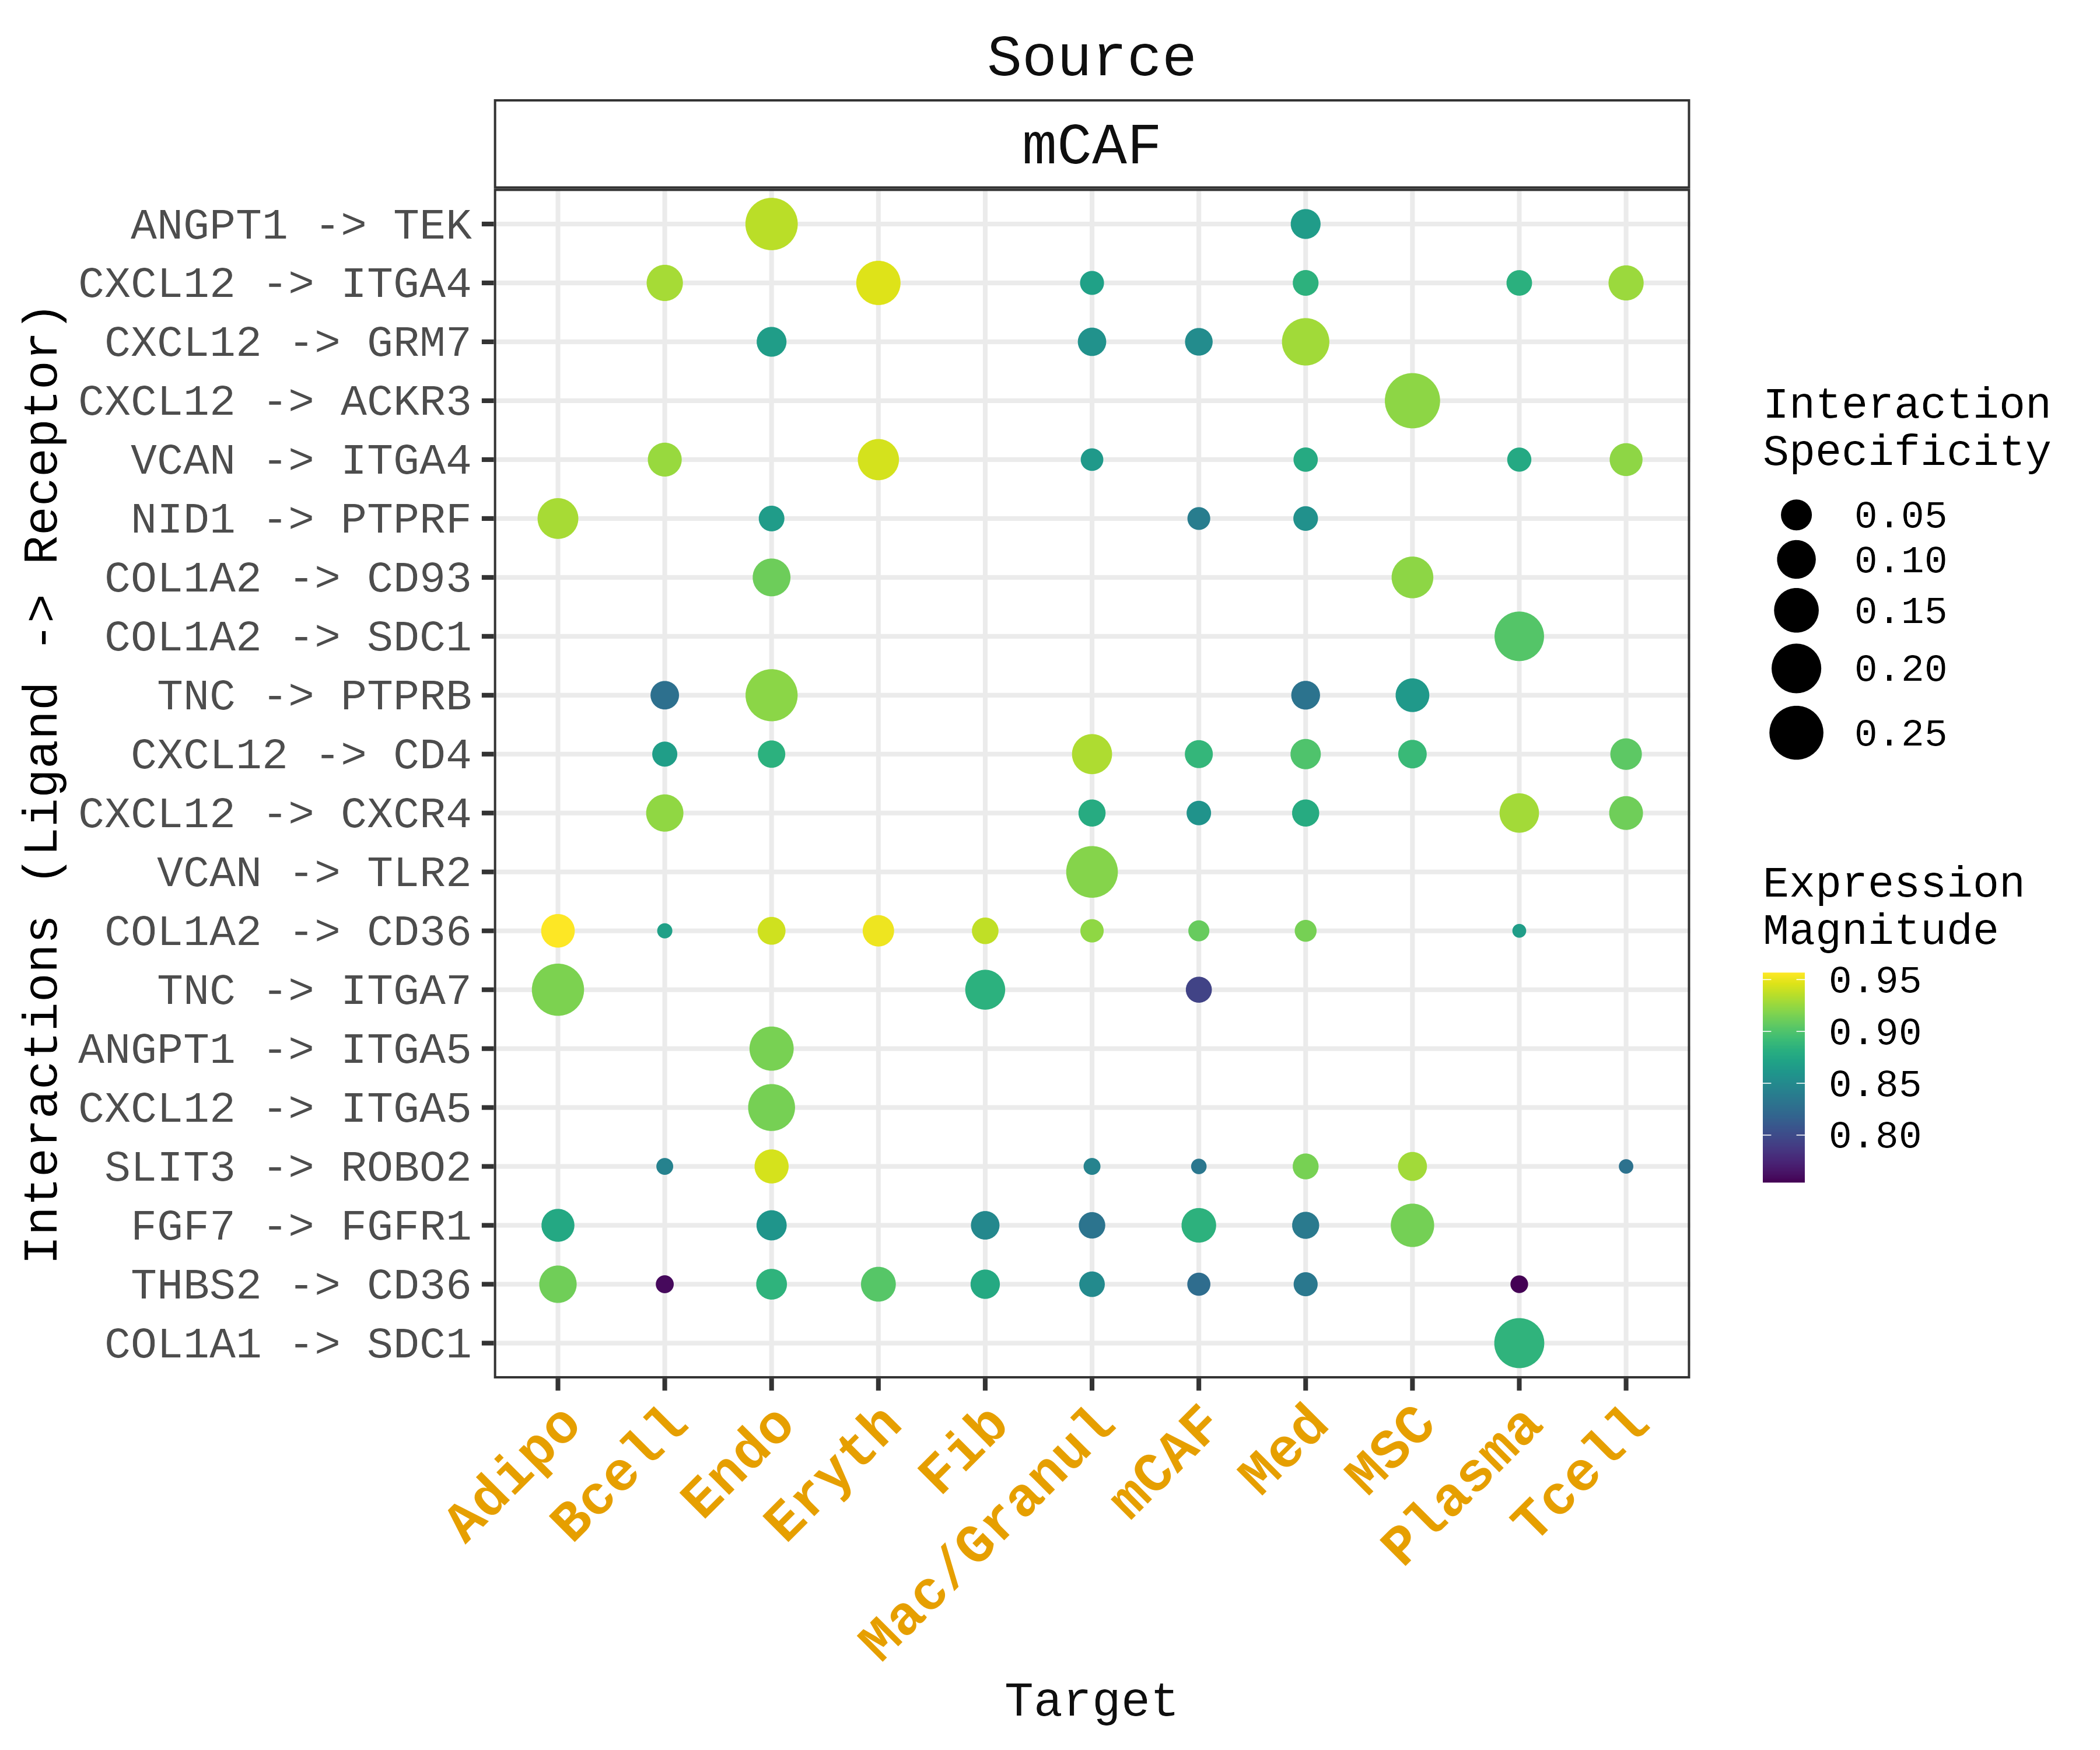 Source
mCAF
Interactions (Ligand -> Receptor)
ANGPT1 -> TEK
CXCL12 -> ITGA4
CXCL12 -> GRM7
CXCL12 -> ACKR3
VCAN -> ITGA4
NID1 -> PTPRF
COL1A2 -> CD93
COL1A2 -> SDC1
TNC -> PTPRB
CXCL12 -> CD4
CXCL12 -> CXCR4
VCAN -> TLR2
COL1A2 -> CD36
TNC -> ITGA7
ANGPT1 -> ITGA5
CXCL12 -> ITGA5
SLIT3 -> ROBO2
FGF7 -> FGFR1
THBS2 -> CD36
COL1A1 -> SDC1
Adipo
Bcell
Endo
Eryth
Fib
Mac/Granul
mCAF
Med
MSC
Plasma
Tcell
Target
Interaction
Specificity
0.05
0.10
0.15
0.20
0.25
Expression
Magnitude
0.95
0.90
0.85
0.80